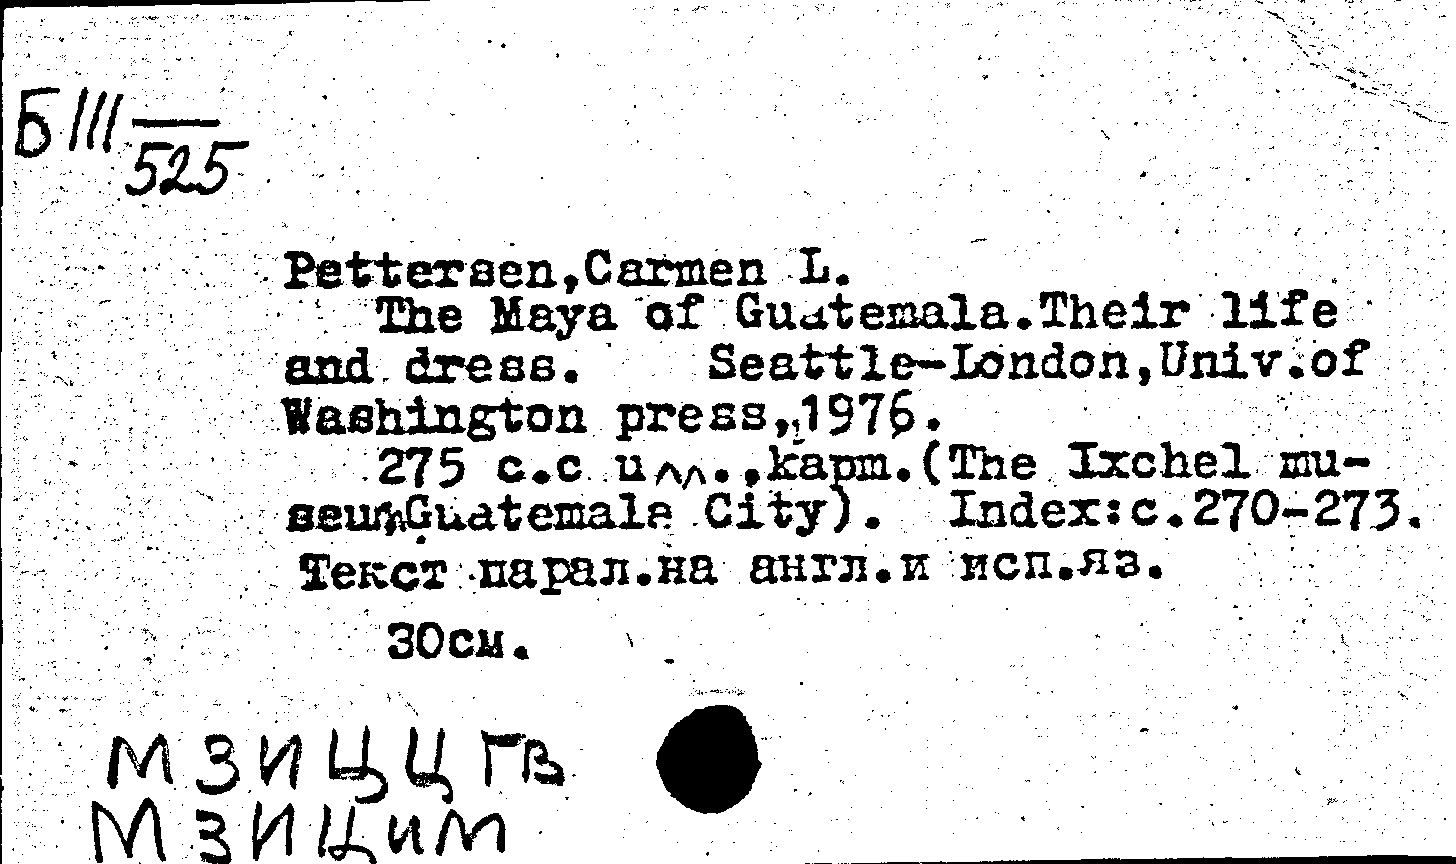 БIII ―
525
Pettersen,Carmen L.
The Maya of Guatemala.Their life
and dress. Seattle-London,Univ.of
Washington press,1976.
275 с.с илл.,карт.(The Ixchel mu-
seum,Guatemala City). Index:с.270-273.
Текст парал.на англ.и исп.яз.
30см.
МЗИЦЦГВ
МЗИЦИМ